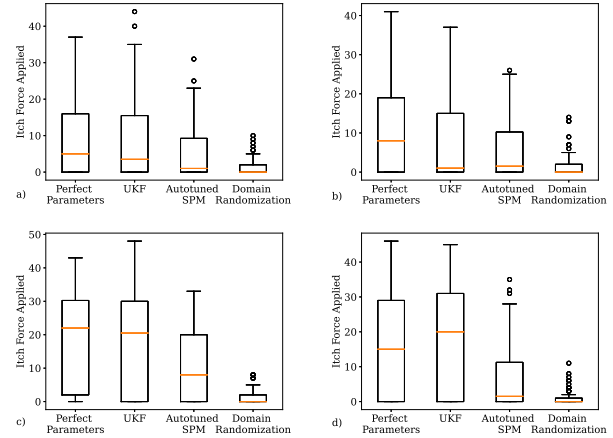 40
30
20
10
0
Itch Force Applied
Perfect Parameters
UKF
Autotuned SPM
Domain Randomization
a)
40
30
20
10
0
Itch Force Applied
Perfect Parameters
UKF
Autotuned SPM
Domain Randomization
b)
50
40
30
20
10
0
Itch Force Applied
Perfect Parameters
UKF
Autotuned SPM
Domain Randomization
c)
40
30
20
10
0
Itch Force Applied
Perfect Parameters
UKF
Autotuned SPM
Domain Randomization
d)